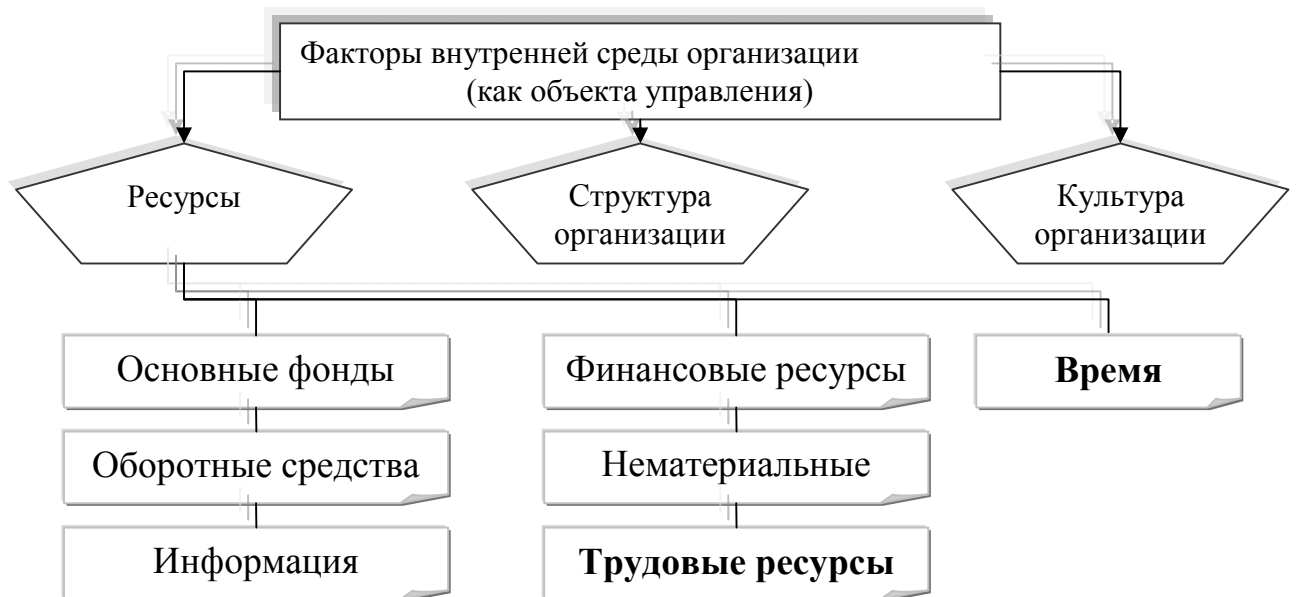 Факторы внутренней среды организации
(как объекта управления)
Ресурсы
Структура
организации
Культура
организации
Основные фонды
Финансовые ресурсы
Время
Оборотные средства
Нематериальные
Информация
Трудовые ресурсы